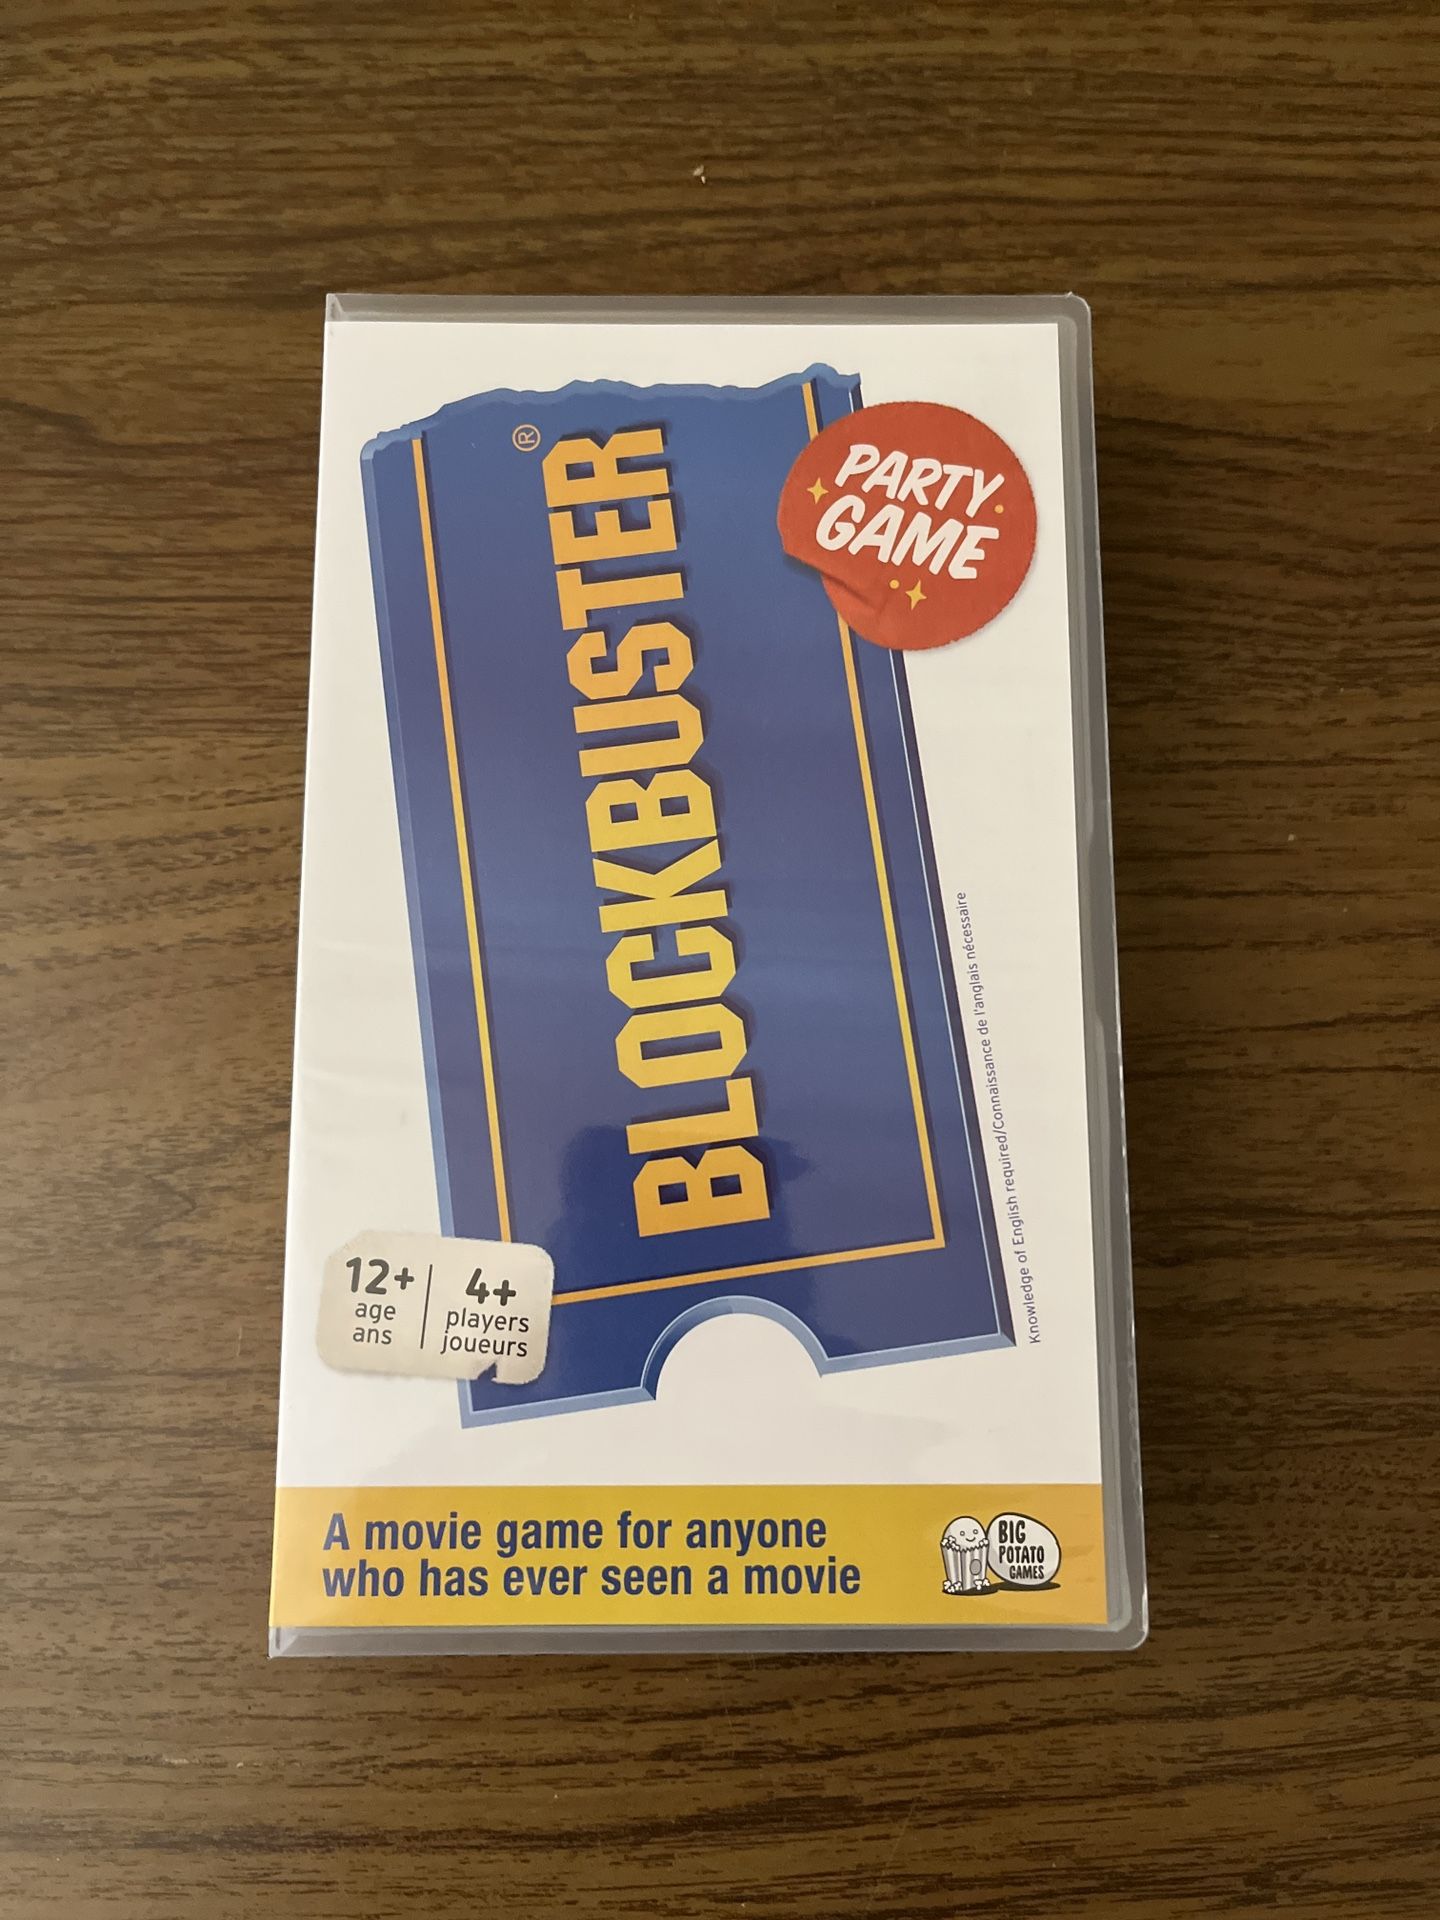 BLOCKBUSTER®
PARTY
GAME
Knowledge of English required/Connaissance de l'anglais nécessaire
12+
age
ans
4+
players
joueurs
A movie game for anyone
who has ever seen a movie
BIG
POTATO
GAMES